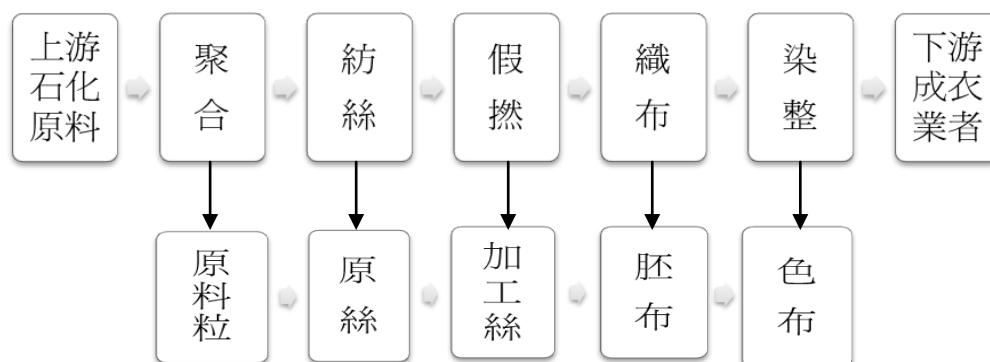 上游
石化
原料
聚
合
紡
絲
假
撚
織
布
染
整
下游
成衣
業者
原
料
粒
原
絲
加
工
絲
胚
布
色
布